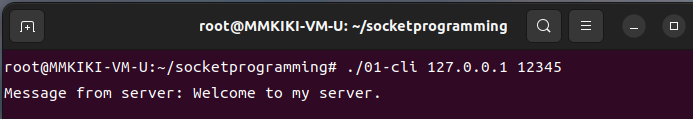 root@MMKIKI-VM-U: ~/socketprogramming
root@MMKIKI-VM-U:~/socketprogramming# ./01-cli 127.0.0.1 12345
Message from server: Welcome to my server.